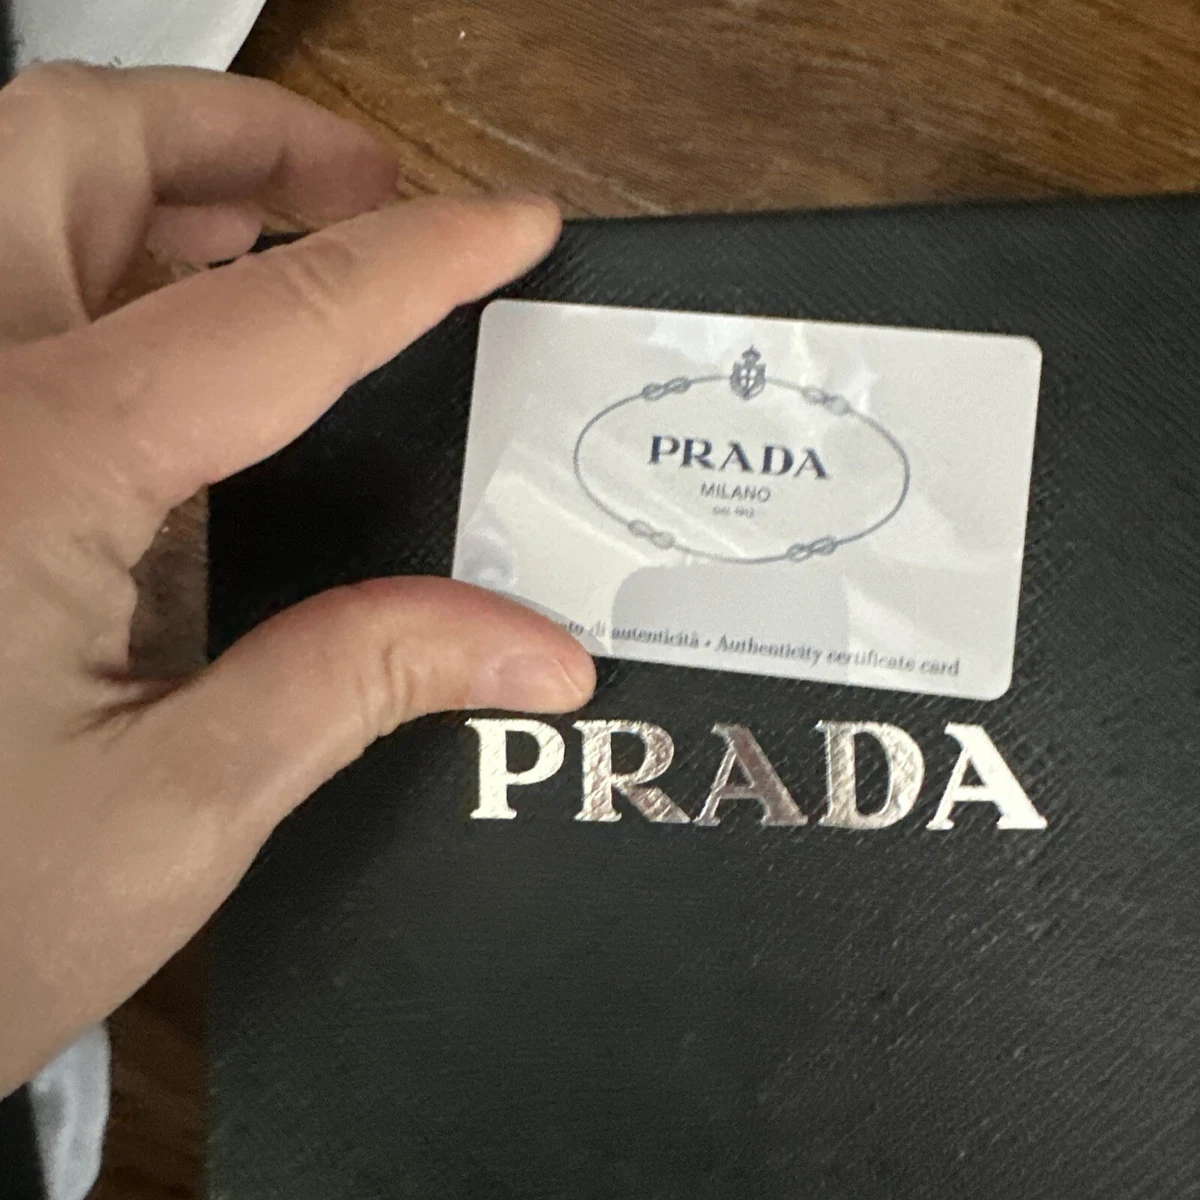 PRADA
MILANO
di autenticità • Authenticity certificate card
PRADA